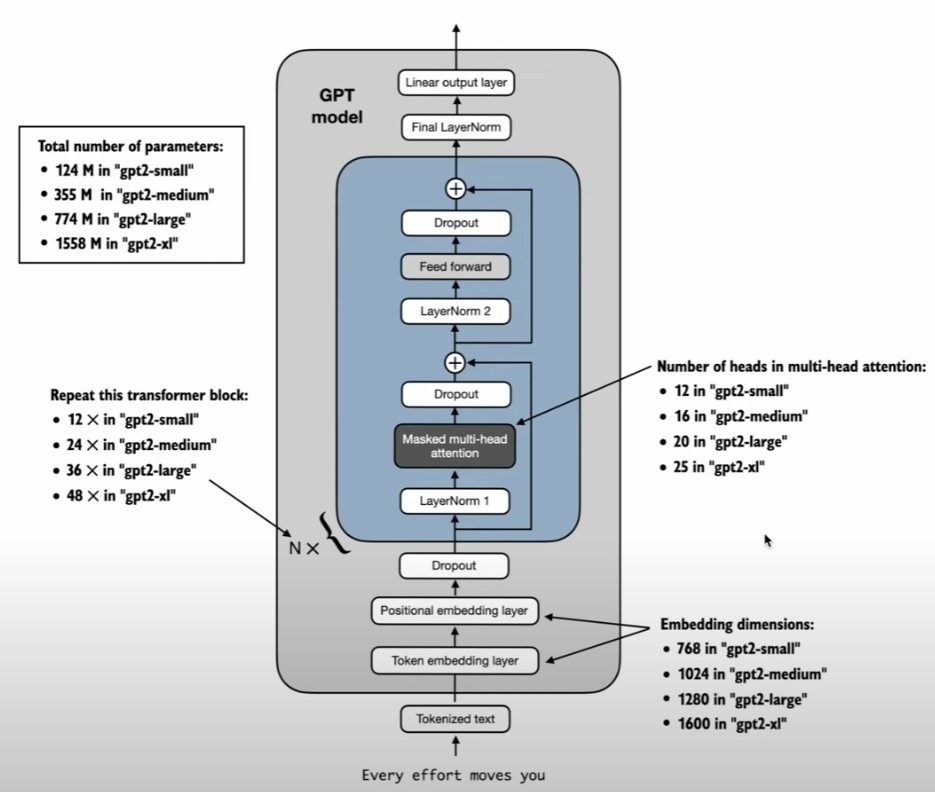 GPT
model
Linear output layer
Final LayerNorm
Total number of parameters:
• 124 M in "gpt2-small"
• 355 M in "gpt2-medium"
• 774 M in "gpt2-large"
• 1558 M in "gpt2-xl"
+
Dropout
Feed forward
LayerNorm 2
+
Dropout
Masked multi-head
attention
LayerNorm 1
Number of heads in multi-head attention:
• 12 in "gpt2-small"
• 16 in "gpt2-medium"
• 20 in "gpt2-large"
• 25 in "gpt2-xl"
Repeat this transformer block:
• 12 × in "gpt2-small"
• 24 × in "gpt2-medium"
• 36 × in "gpt2-large"
• 48 × in "gpt2-xl"
N × {
Dropout
Positional embedding layer
Token embedding layer
Embedding dimensions:
• 768 in "gpt2-small"
• 1024 in "gpt2-medium"
• 1280 in "gpt2-large"
• 1600 in "gpt2-xl"
Tokenized text
Every effort moves you